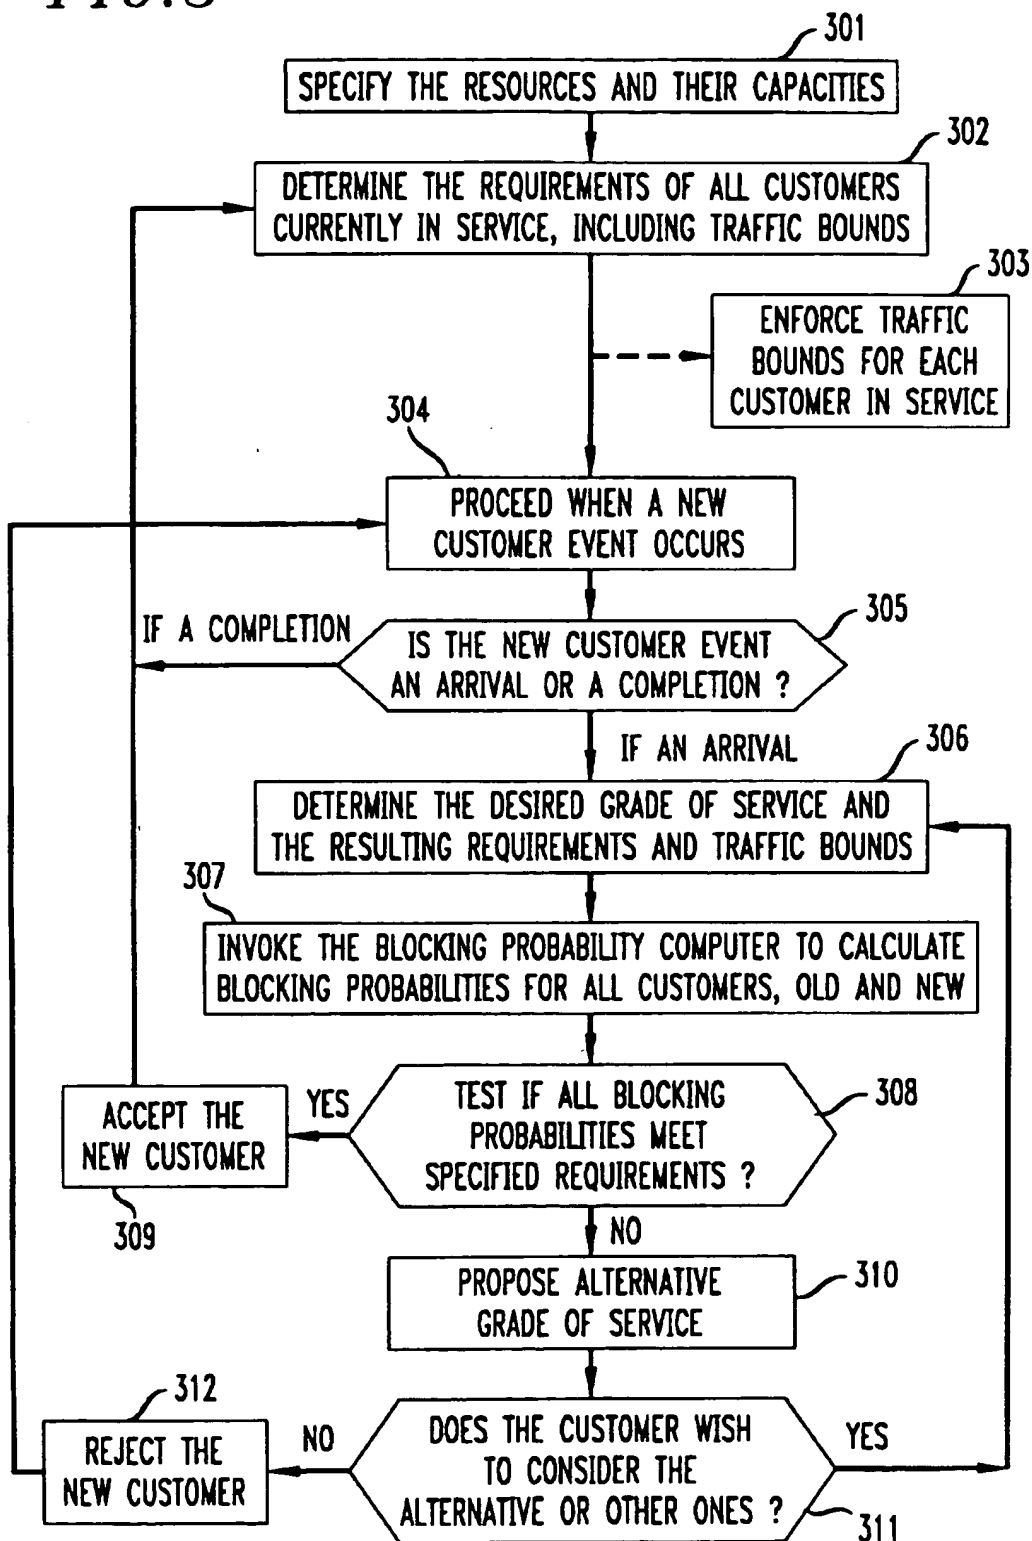 301
SPECIFY THE RESOURCES AND THEIR CAPACITIES
302
DETERMINE THE REQUIREMENTS OF ALL CUSTOMERS
CURRENTLY IN SERVICE, INCLUDING TRAFFIC BOUNDS
303
ENFORCE TRAFFIC
BOUNDS FOR EACH
CUSTOMER IN SERVICE
304
PROCEED WHEN A NEW
CUSTOMER EVENT OCCURS
305
IF A COMPLETION
IS THE NEW CUSTOMER EVENT
AN ARRIVAL OR A COMPLETION ?
IF AN ARRIVAL
306
DETERMINE THE DESIRED GRADE OF SERVICE AND
THE RESULTING REQUIREMENTS AND TRAFFIC BOUNDS
307
INVOKE THE BLOCKING PROBABILITY COMPUTER TO CALCULATE
BLOCKING PROBABILITIES FOR ALL CUSTOMERS, OLD AND NEW
308
TEST IF ALL BLOCKING
PROBABILITIES MEET
SPECIFIED REQUIREMENTS ?
YES
ACCEPT THE
NEW CUSTOMER
309
NO
310
PROPOSE ALTERNATIVE
GRADE OF SERVICE
312
REJECT THE
NEW CUSTOMER
NO
DOES THE CUSTOMER WISH
TO CONSIDER THE
ALTERNATIVE OR OTHER ONES ?
YES
311